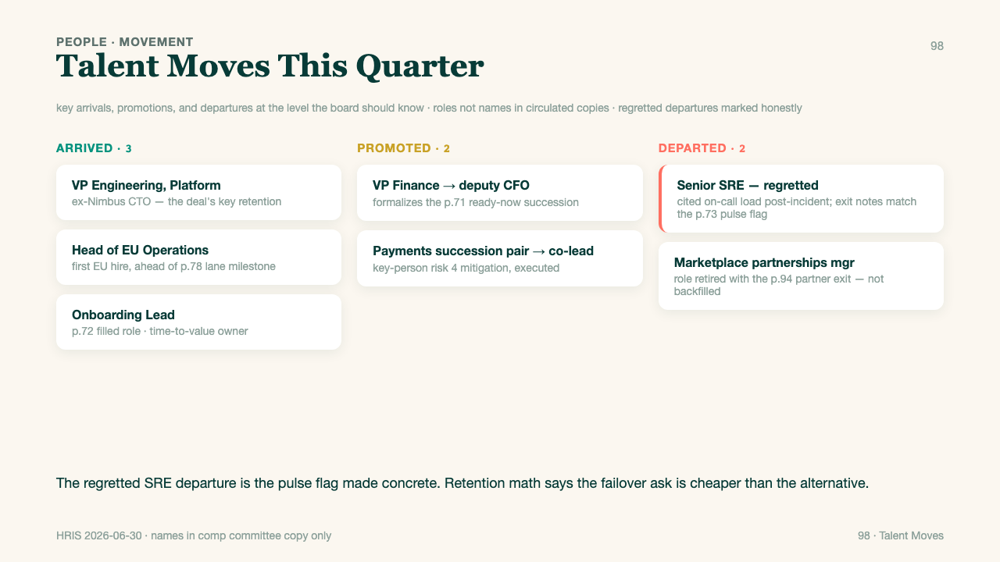 PEOPLE · MOVEMENT
98
Talent Moves This Quarter
key arrivals, promotions, and departures at the level the board should know · roles not names in circulated copies · regretted departures marked honestly
ARRIVED · 3
VP Engineering, Platform
ex-Nimbus CTO — the deal's key retention
Head of EU Operations
first EU hire, ahead of p.78 lane milestone
Onboarding Lead
p.72 filled role · time-to-value owner
PROMOTED · 2
VP Finance → deputy CFO
formalizes the p.71 ready-now succession
Payments succession pair → co-lead
key-person risk 4 mitigation, executed
DEPARTED · 2
Senior SRE — regretted
cited on-call load post-incident; exit notes match
the p.73 pulse flag
Marketplace partnerships mgr
role retired with the p.94 partner exit — not
backfilled
The regretted SRE departure is the pulse flag made concrete. Retention math says the failover ask is cheaper than the alternative.
HRIS 2026-06-30 · names in comp committee copy only
98 · Talent Moves